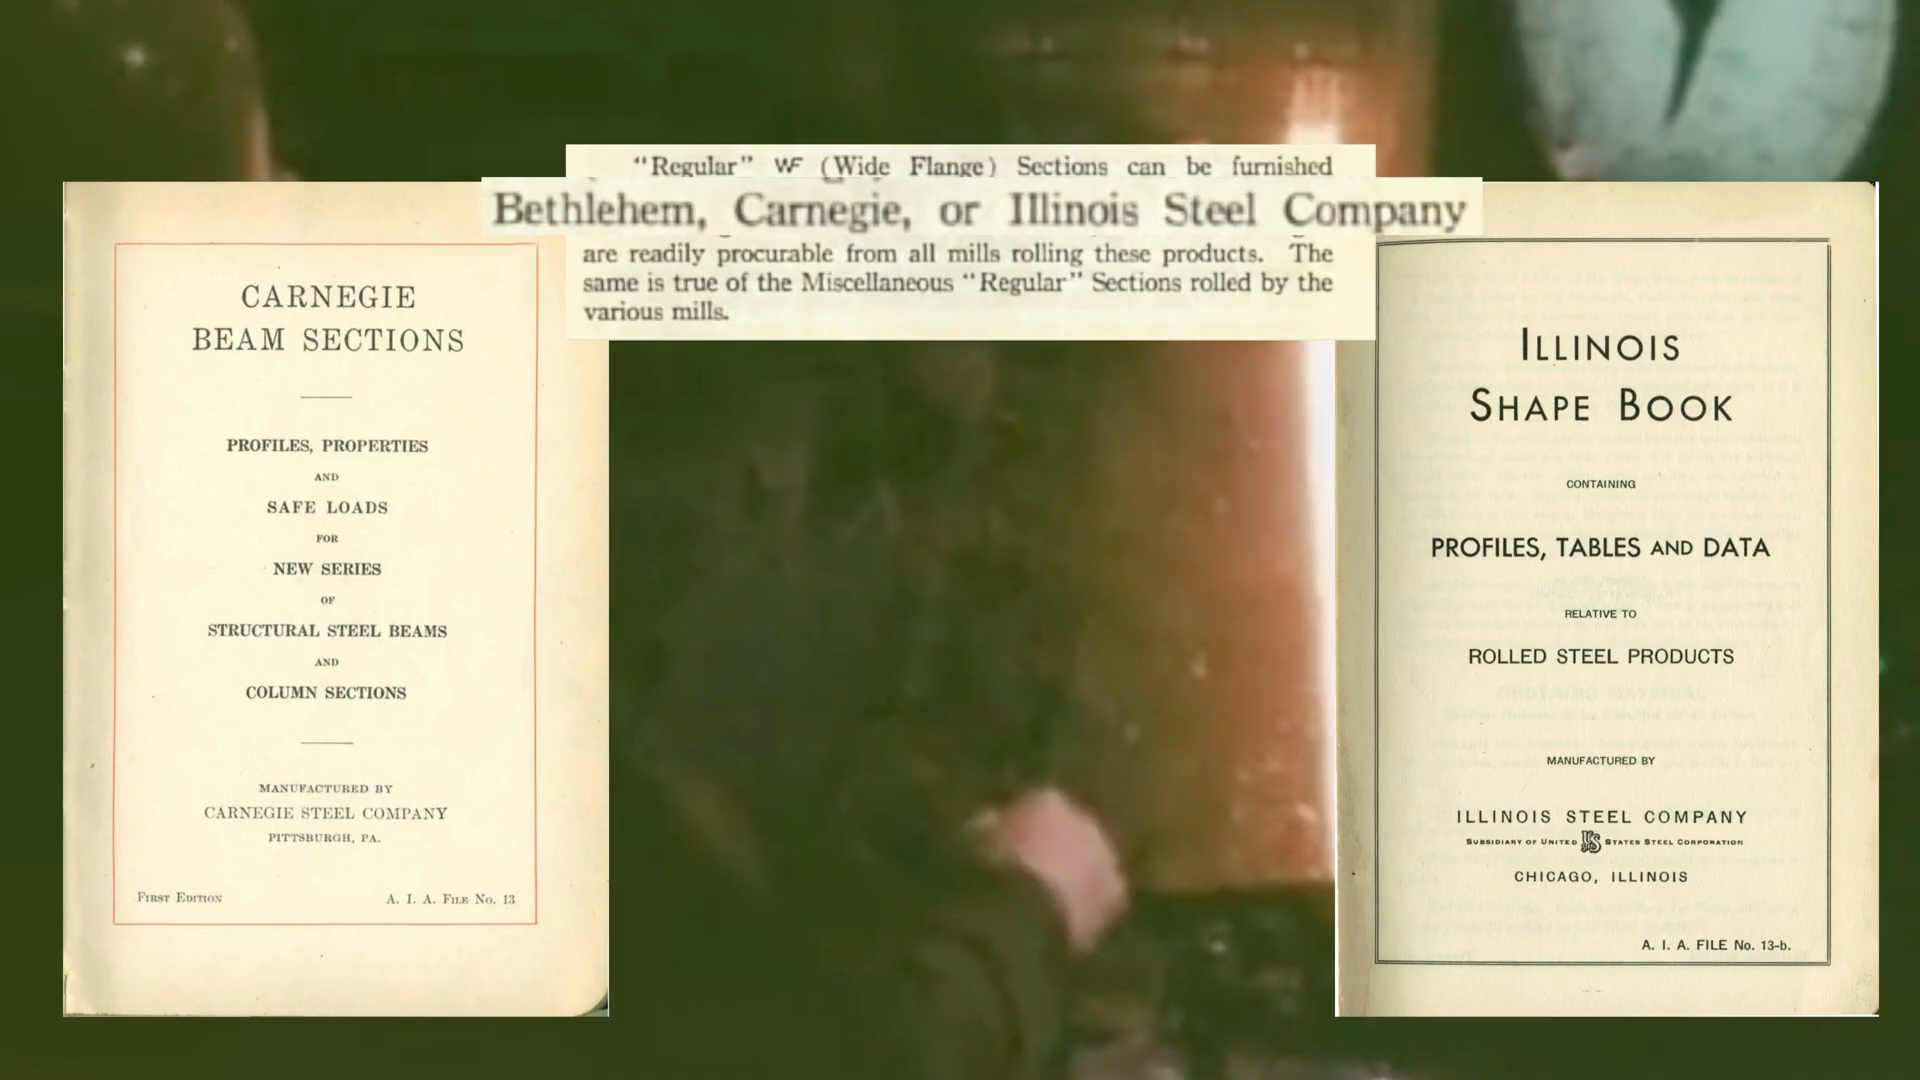 "Regular" WF (Wide Flange) Sections can be furnished
Bethlehem, Carnegie, or Illinois Steel Company
are readily procurable from all mills rolling these products. The
same is true of the Miscellaneous "Regular" Sections rolled by the
various mills.
CARNEGIE
BEAM SECTIONS
PROFILES, PROPERTIES
AND
SAFE LOADS
FOR
NEW SERIES
OF
STRUCTURAL STEEL BEAMS
AND
COLUMN SECTIONS
MANUFACTURED BY
CARNEGIE STEEL COMPANY
PITTSBURGH, PA.
FIRST EDITION A. I. A. FILE No. 13
ILLINOIS
SHAPE BOOK
CONTAINING
PROFILES, TABLES AND DATA
RELATIVE TO
ROLLED STEEL PRODUCTS
MANUFACTURED BY
ILLINOIS STEEL COMPANY
SUBSIDIARY OF UNITED US STATES STEEL CORPORATION
CHICAGO, ILLINOIS
A. I. A. FILE No. 13-b.